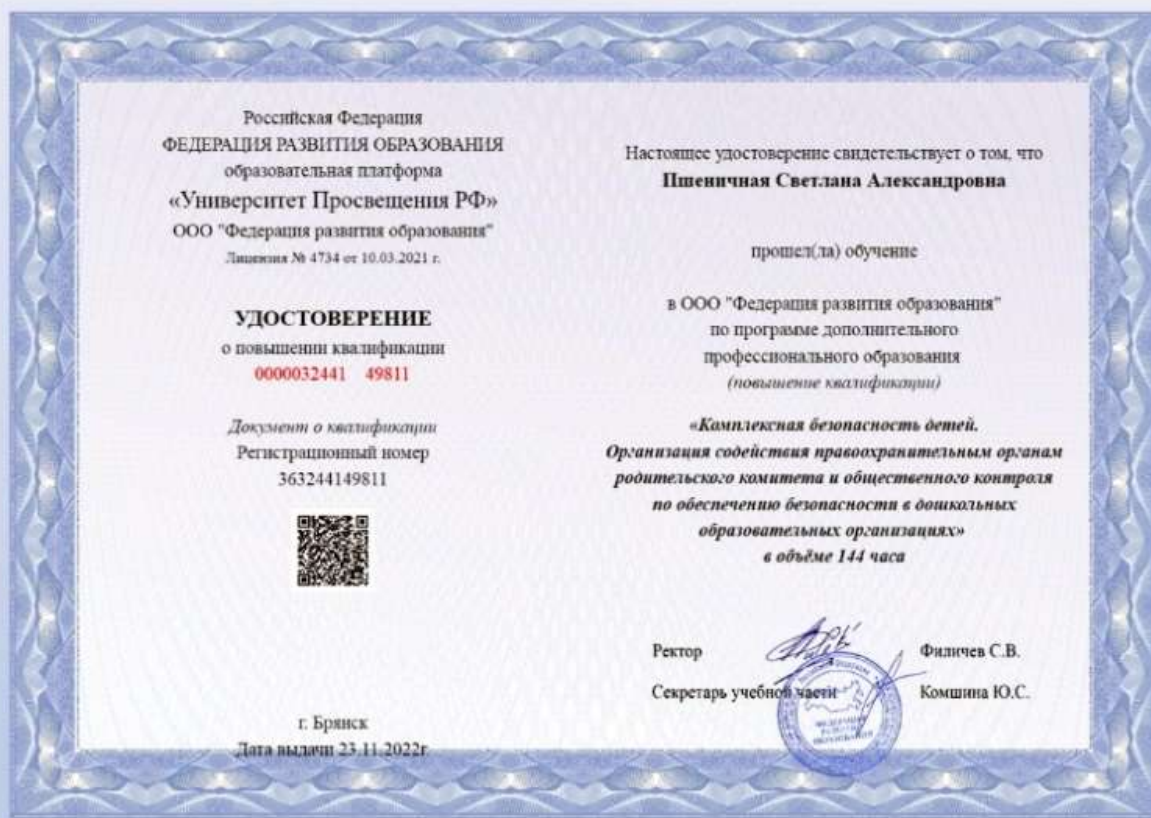 Российская Федерация
ФЕДЕРАЦИЯ РАЗВИТИЯ ОБРАЗОВАНИЯ
образовательная платформа
«Университет Просвещения РФ»
ООО "Федерация развития образования"
Лицензия № 4734 от 10.03.2021 г.
УДОСТОВЕРЕНИЕ
о повышении квалификации
0000032441 49811
Документ о квалификации
Регистрационный номер
363244149811
г. Брянск
Дата выдачи 23.11.2022г.
Настоящее удостоверение свидетельствует о том, что
Пшеничная Светлана Александровна
прошел(ла) обучение
в ООО "Федерация развития образования"
по программе дополнительного
профессионального образования
(повышение квалификации)
«Комплексная безопасность детей.
Организация содействия правоохранительным органам
родительского комитета и общественного контроля
по обеспечению безопасности в дошкольных
образовательных организациях»
в объёме 144 часа
Ректор Филичев С.В.
Секретарь учебной части Комшина Ю.С.
ФЕДЕРАЦИЯ
РАЗВИТИЯ
ОБРАЗОВАНИЯ